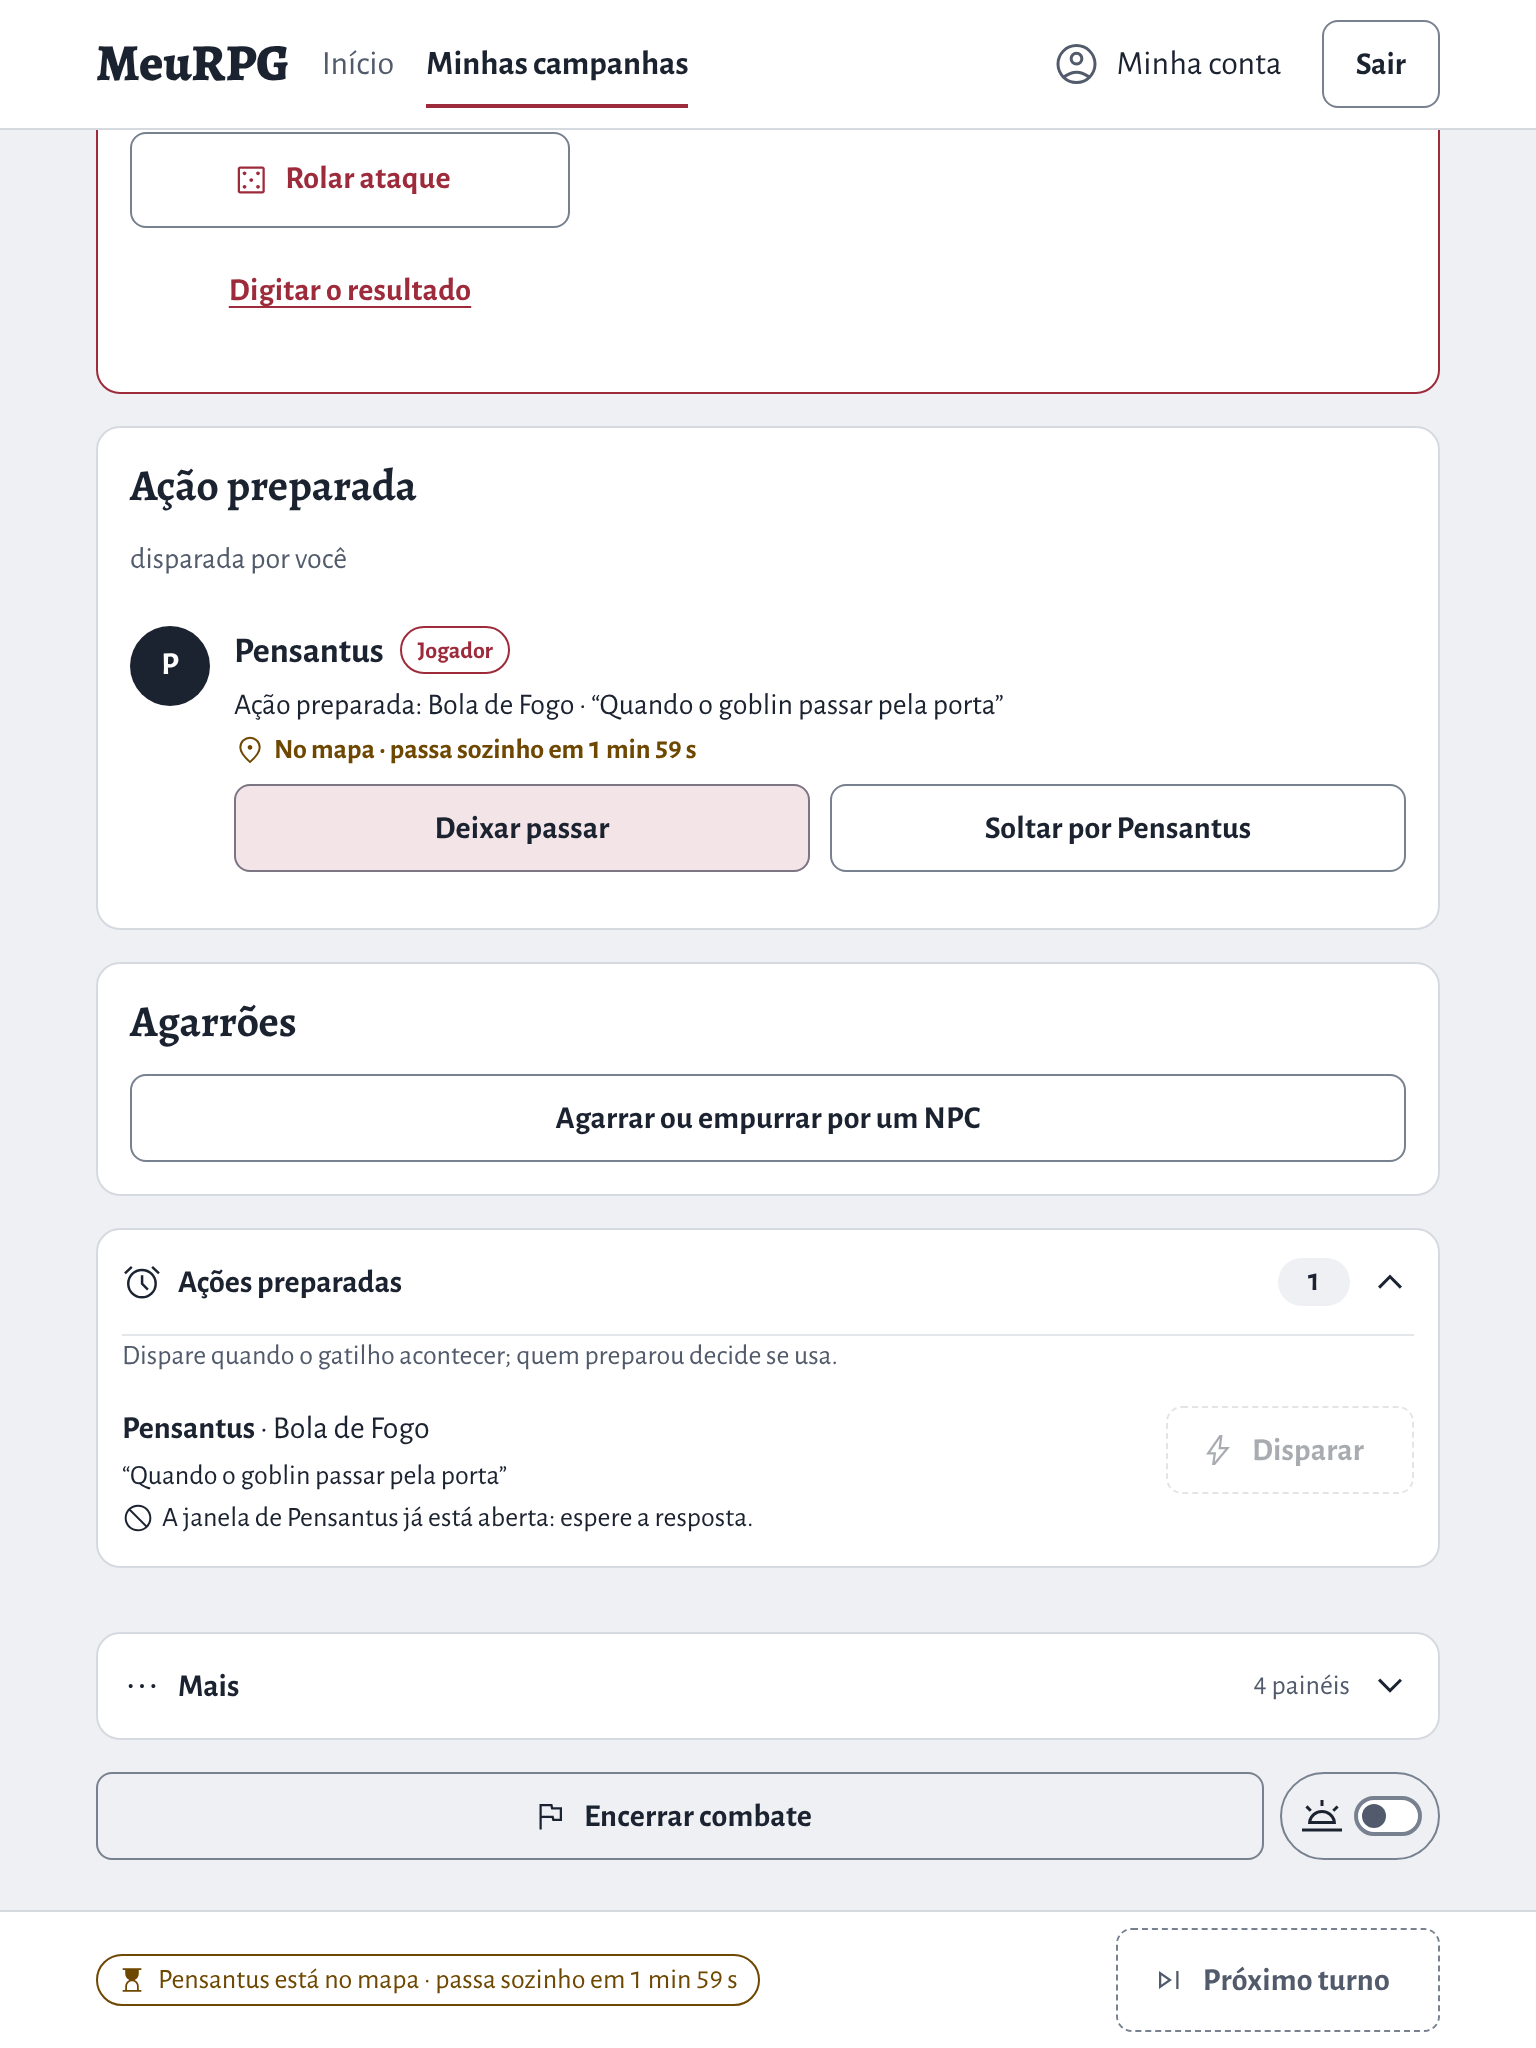 MeuRPG
Início
Minhas campanhas
Minha conta
Sair
Rolar ataque
Digitar o resultado
Ação preparada
disparada por você
P
Pensantus
Jogador
Ação preparada: Bola de Fogo · “Quando o goblin passar pela porta”
No mapa · passa sozinho em 1 min 59 s
Deixar passar
Soltar por Pensantus
Agarrões
Agarrar ou empurrar por um NPC
Ações preparadas
1
Dispare quando o gatilho acontecer; quem preparou decide se usa.
Pensantus · Bola de Fogo
Disparar
“Quando o goblin passar pela porta”
A janela de Pensantus já está aberta: espere a resposta.
Mais
4 painéis
Encerrar combate
Pensantus está no mapa · passa sozinho em 1 min 59 s
Próximo turno